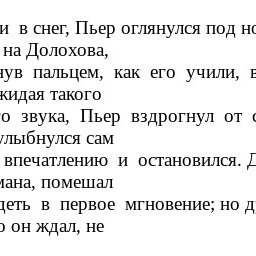 и в снег, Пьер оглянулся под но
на Долохова,
нув пальцем, как его учили, в
жидая такого
го звука, Пьер вздрогнул от с
улыбнулся сам
впечатлению и остановился. Д
мана, помешал
деть в первое мгновение; но д
о он ждал, не